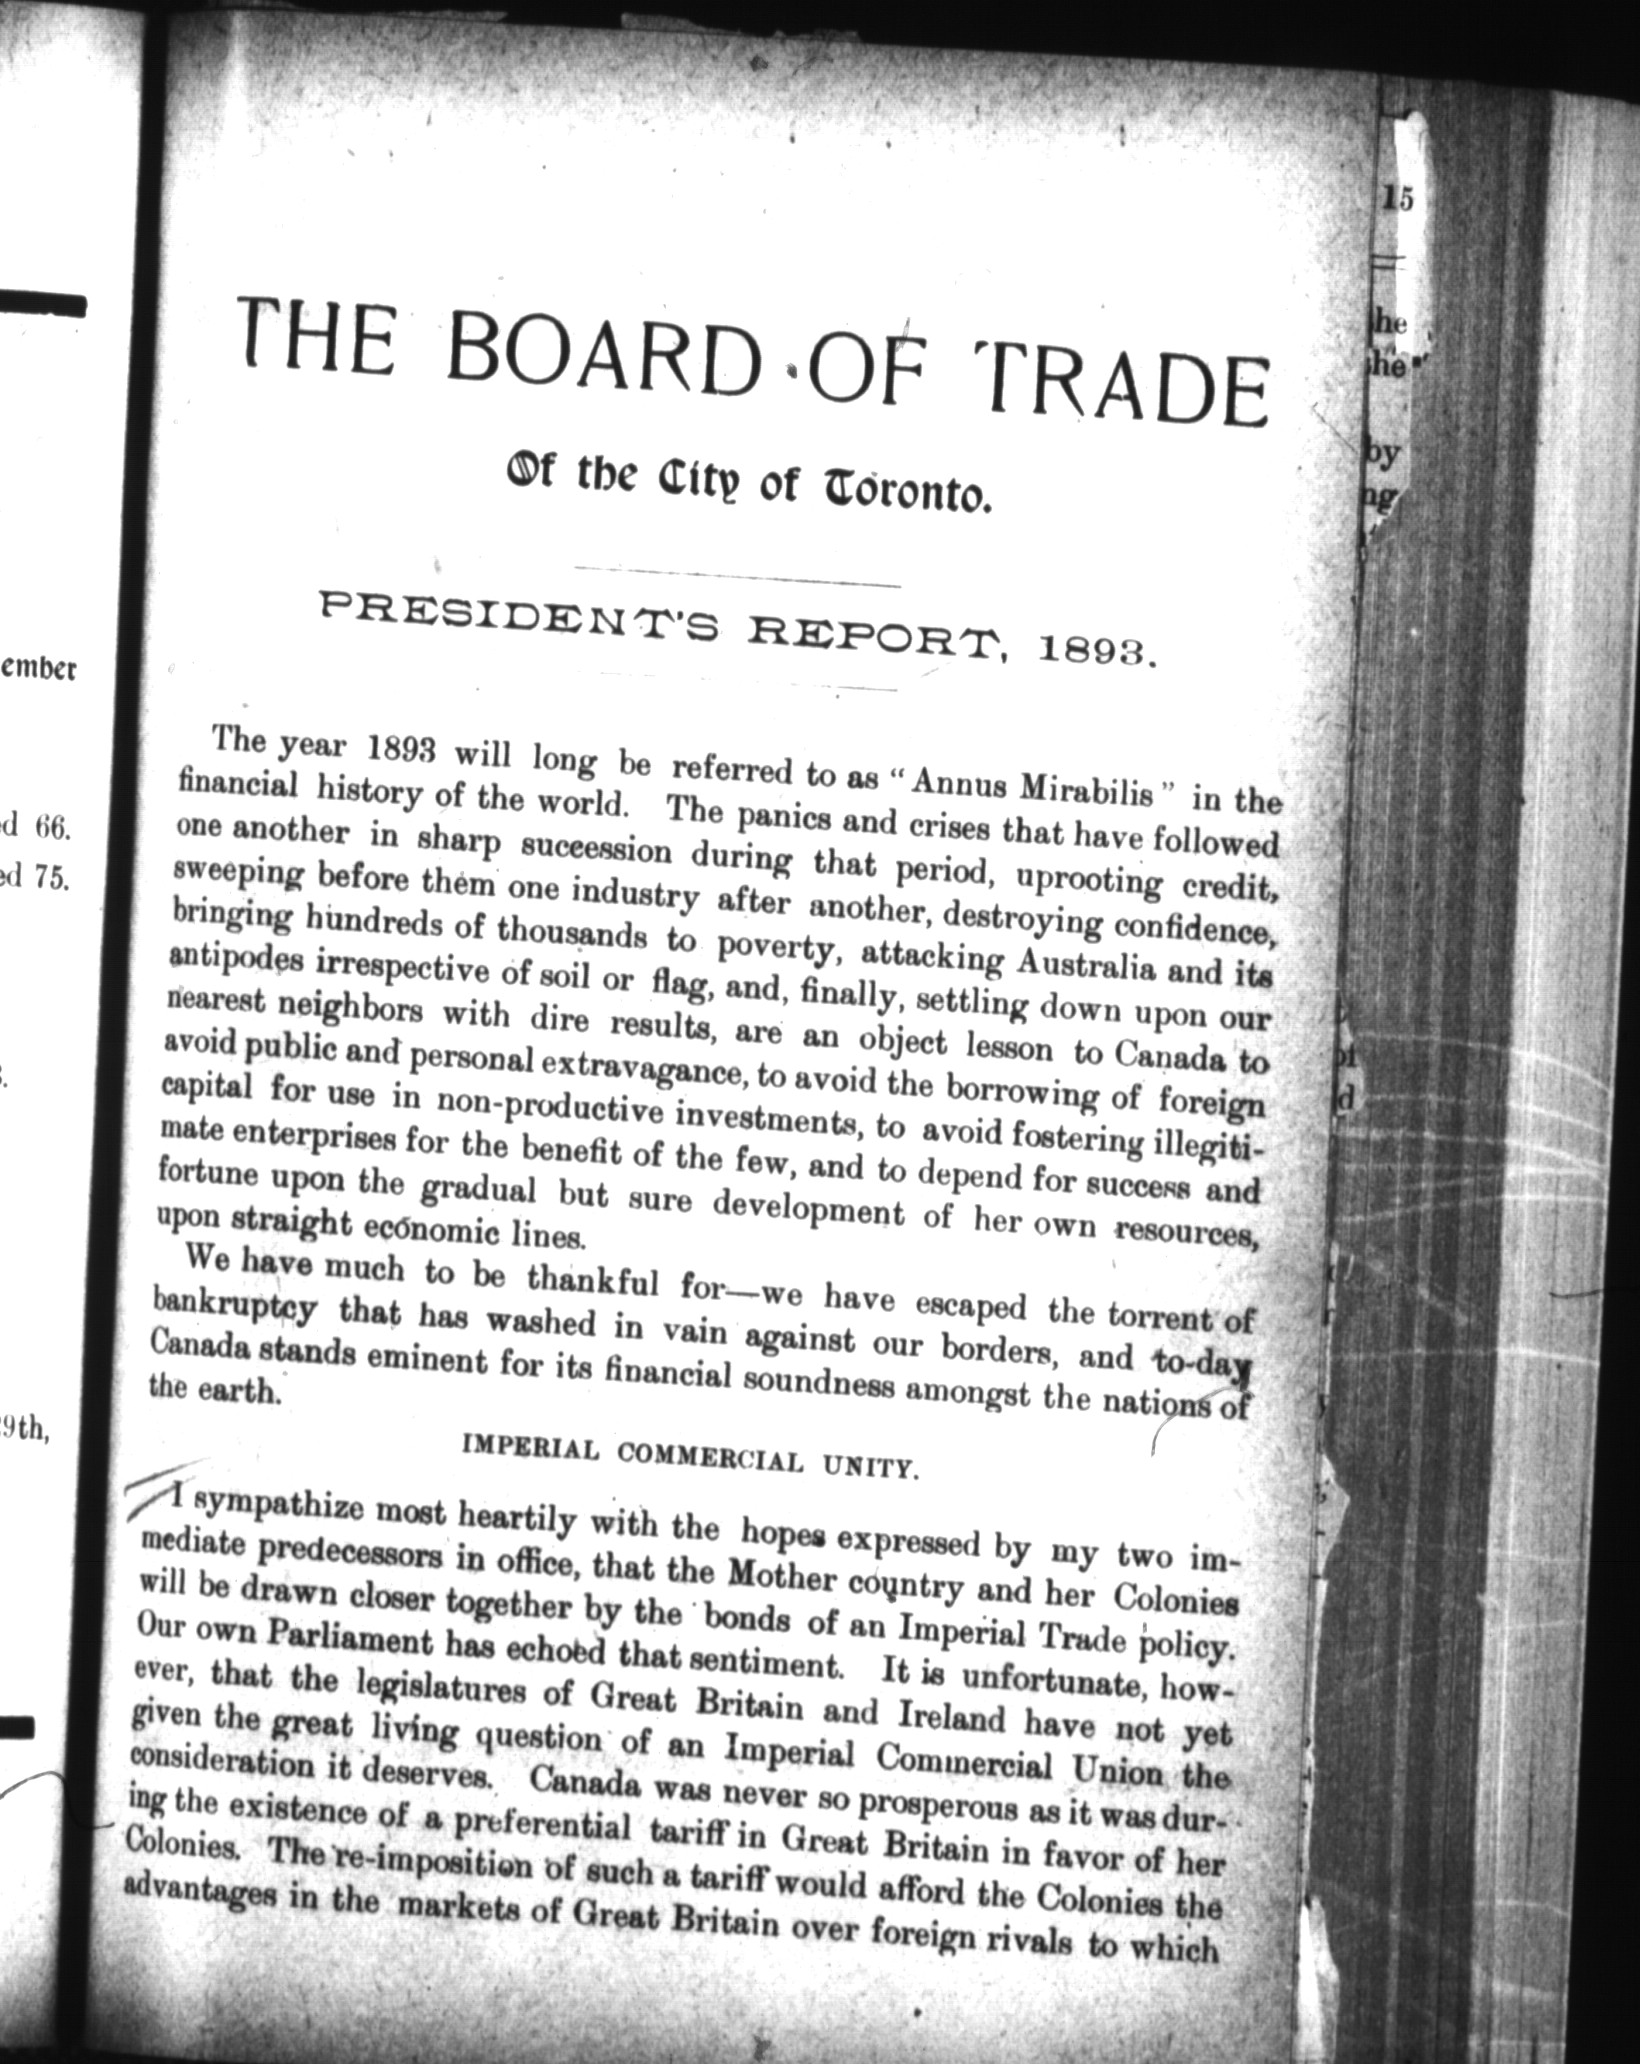 THE BOARD OF TRADE
Of the City of Toronto.
PRESIDENT'S REPORT, 1893.
The year 1893 will long be referred to as “Annus Mirabilis” in the
financial history of the world. The panics and crises that have followed
one another in sharp succession during that period, uprooting credit,
sweeping before them one industry after another, destroying confidence,
bringing hundreds of thousands to poverty, attacking Australia and its
antipodes irrespective of soil or flag, and, finally, settling down upon our
nearest neighbors with dire results, are an object lesson to Canada to
avoid public and personal extravagance, to avoid the borrowing of foreign
capital for use in non-productive investments, to avoid fostering illegiti-
mate enterprises for the benefit of the few, and to depend for success and
fortune upon the gradual but sure development of her own resources,
upon straight economic lines.
We have much to be thankful for—we have escaped the torrent of
bankruptcy that has washed in vain against our borders, and to-day
Canada stands eminent for its financial soundness amongst the nations of
the earth.
IMPERIAL COMMERCIAL UNITY.
I sympathize most heartily with the hopes expressed by my two im-
mediate predecessors in office, that the Mother country and her Colonies
will be drawn closer together by the bonds of an Imperial Trade policy.
Our own Parliament has echoed that sentiment. It is unfortunate, how-
ever, that the legislatures of Great Britain and Ireland have not yet
given the great living question of an Imperial Commercial Union the
consideration it deserves. Canada was never so prosperous as it was dur-
ing the existence of a preferential tariff in Great Britain in favor of her
Colonies. The re-imposition of such a tariff would afford the Colonies the
advantages in the markets of Great Britain over foreign rivals to which
ember
d 66.
ed 75.
9th,
15
he
he
by
ng
of
d